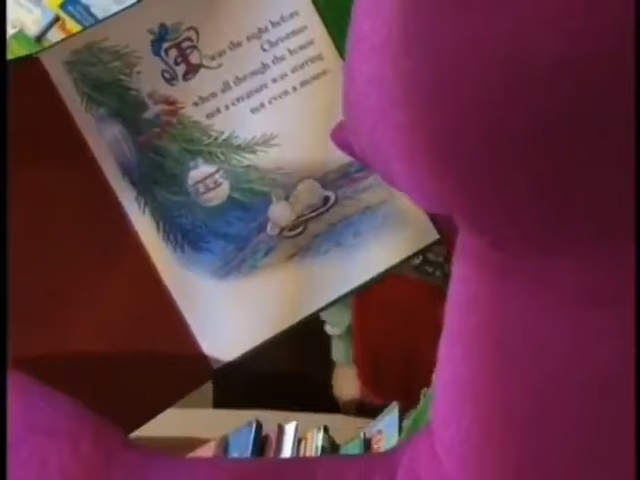 Twas the night before
Christmas
when all through the house
not a creature was stirring
not even a mouse.